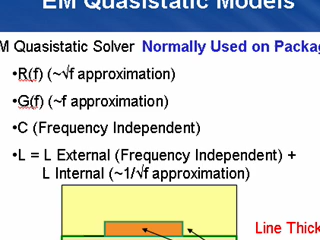 EM Quasistatic Models
EM Quasistatic Solver Normally Used on Packag
•R(f) (~√f approximation)
•G(f) (~f approximation)
•C (Frequency Independent)
•L = L External (Frequency Independent) +
L Internal (~1/√f approximation)
Line Thick